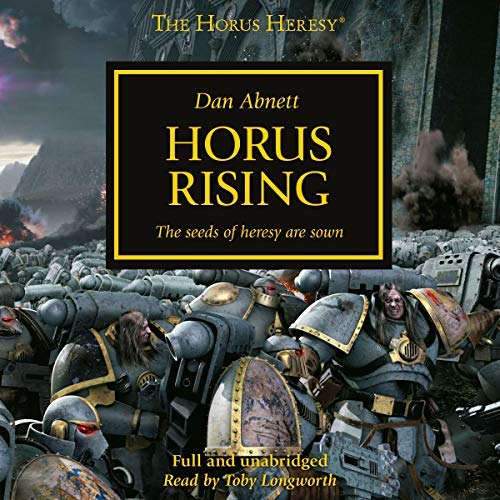 THE HORUS HERESY®
Dan Abnett
HORUS
RISING
The seeds of heresy are sown
Full and unabridged
Read by Toby Longworth